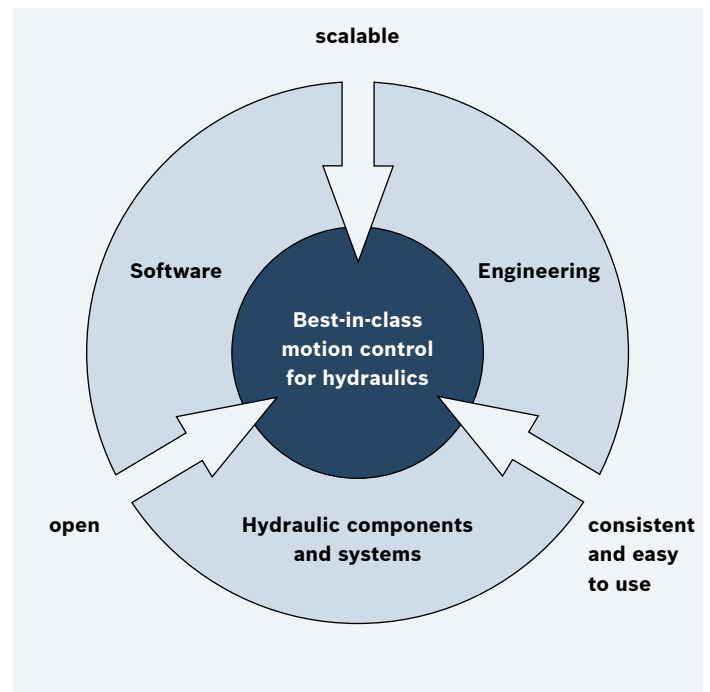 scalable
Software
Engineering
Best-in-class
motion control
for hydraulics
open
Hydraulic components
and systems
consistent
and easy
to use